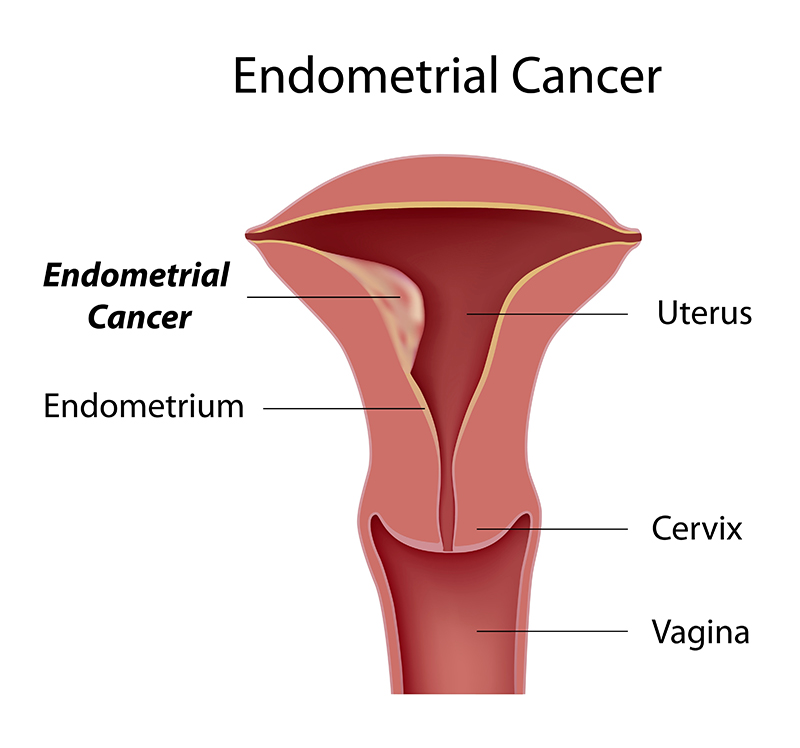 Endometrial Cancer
Endometrial
Cancer
Uterus
Endometrium
Cervix
Vagina